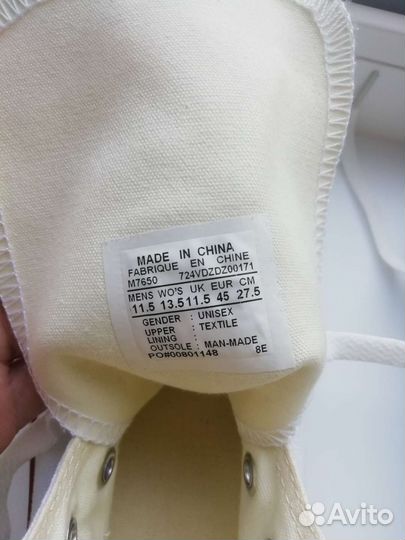 MADE IN CHINA
FABRIQUE EN CHINE
M7650 724VDZDZ00171
MENS WO'S UK EUR CM
11.5 13.5 11.5 45 27.5
GENDER : UNISEX
UPPER : TEXTILE
LINING :
OUTSOLE : MAN-MADE
PO#00801148 8E
Avito